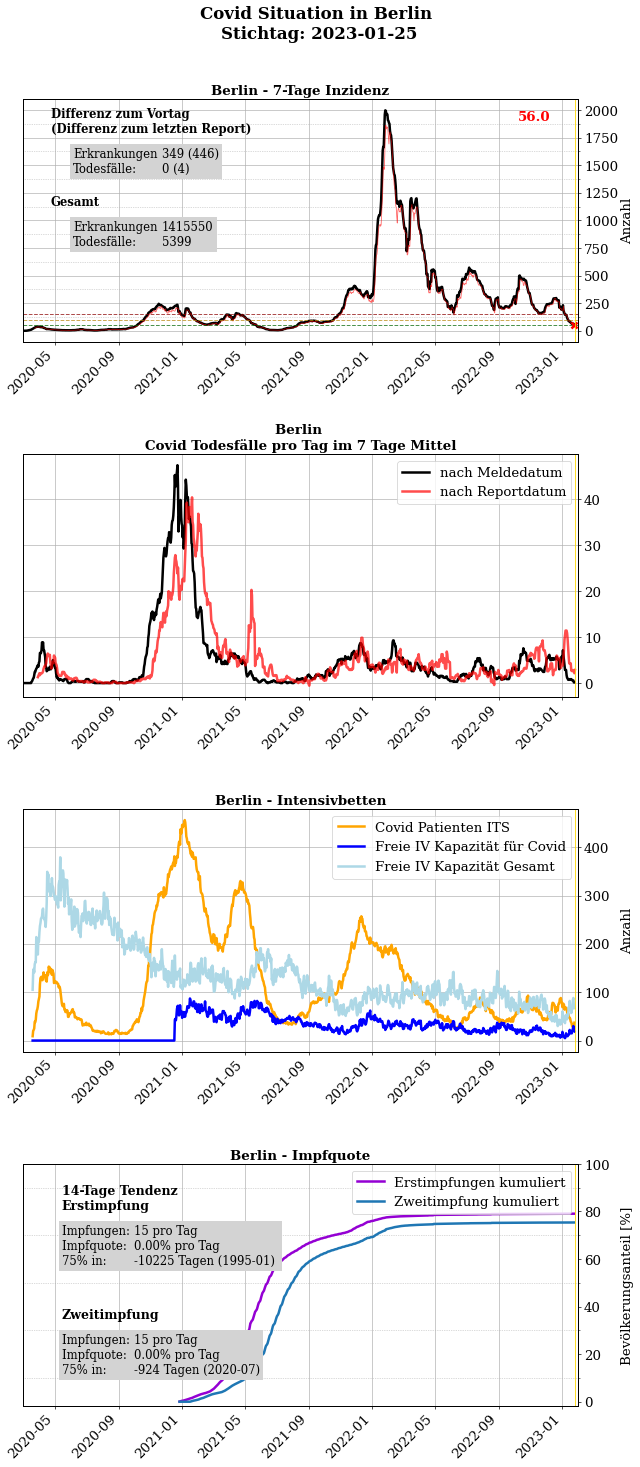 Covid Situation in Berlin
Stichtag: 2023-01-25
Berlin - 7-Tage Inzidenz
Differenz zum Vortag
(Differenz zum letzten Report)
Erkrankungen 349 (446)
Todesfälle: 0 (4)
Gesamt
Erkrankungen 1415550
Todesfälle: 5399
56.0
2000
1750
1500
1250
1000
750
500
250
0
Anzahl
2020-05
2020-09
2021-01
2021-05
2021-09
2022-01
2022-05
2022-09
2023-01
Berlin
Covid Todesfälle pro Tag im 7 Tage Mittel
nach Meldedatum
nach Reportdatum
40
30
20
10
0
2020-05
2020-09
2021-01
2021-05
2021-09
2022-01
2022-05
2022-09
2023-01
Berlin - Intensivbetten
Covid Patienten ITS
Freie IV Kapazität für Covid
Freie IV Kapazität Gesamt
400
300
200
100
0
Anzahl
2020-05
2020-09
2021-01
2021-05
2021-09
2022-01
2022-05
2022-09
2023-01
Berlin - Impfquote
14-Tage Tendenz
Erstimpfung
Impfungen: 15 pro Tag
Impfquote: 0.00% pro Tag
75% in: -10225 Tagen (1995-01)
Zweitimpfung
Impfungen: 15 pro Tag
Impfquote: 0.00% pro Tag
75% in: -924 Tagen (2020-07)
Erstimpfungen kumuliert
Zweitimpfung kumuliert
100
80
60
40
20
0
Bevölkerungsanteil [%]
2020-05
2020-09
2021-01
2021-05
2021-09
2022-01
2022-05
2022-09
2023-01